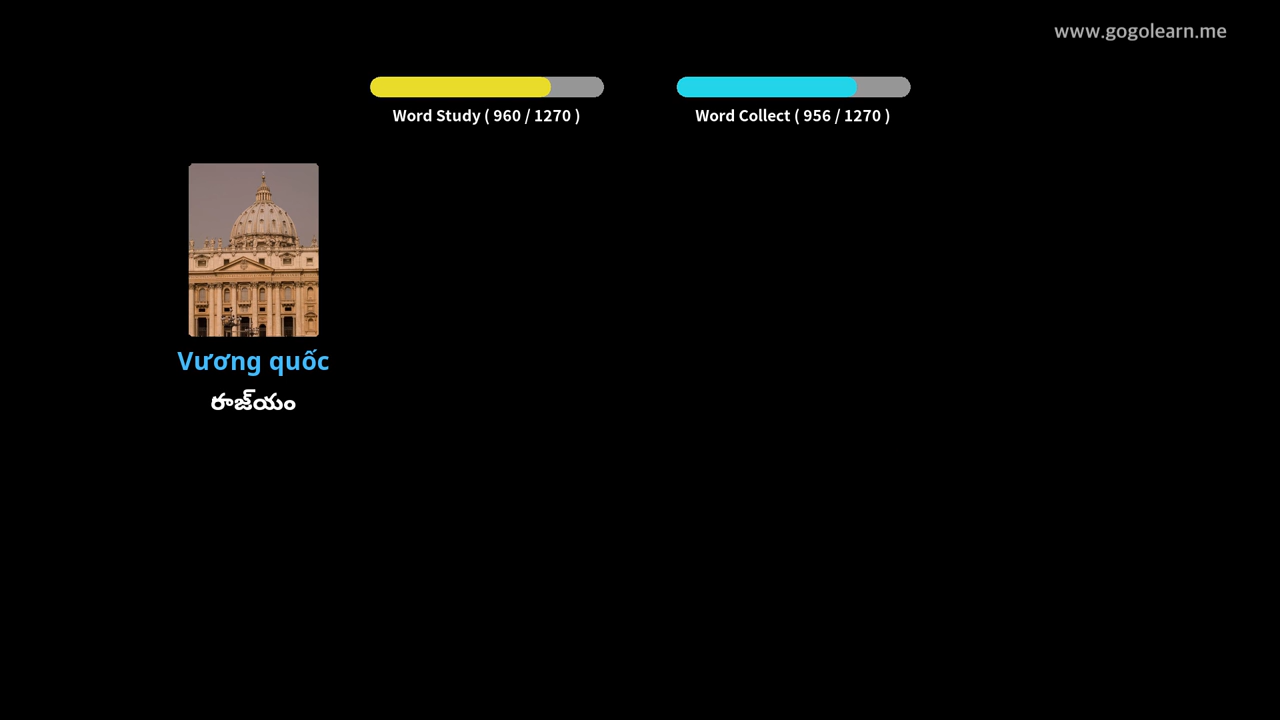 www.gogolearn.me
Word Study ( 960 / 1270 )
Word Collect ( 956 / 1270 )
Vương quốc
రాజ్‌యం